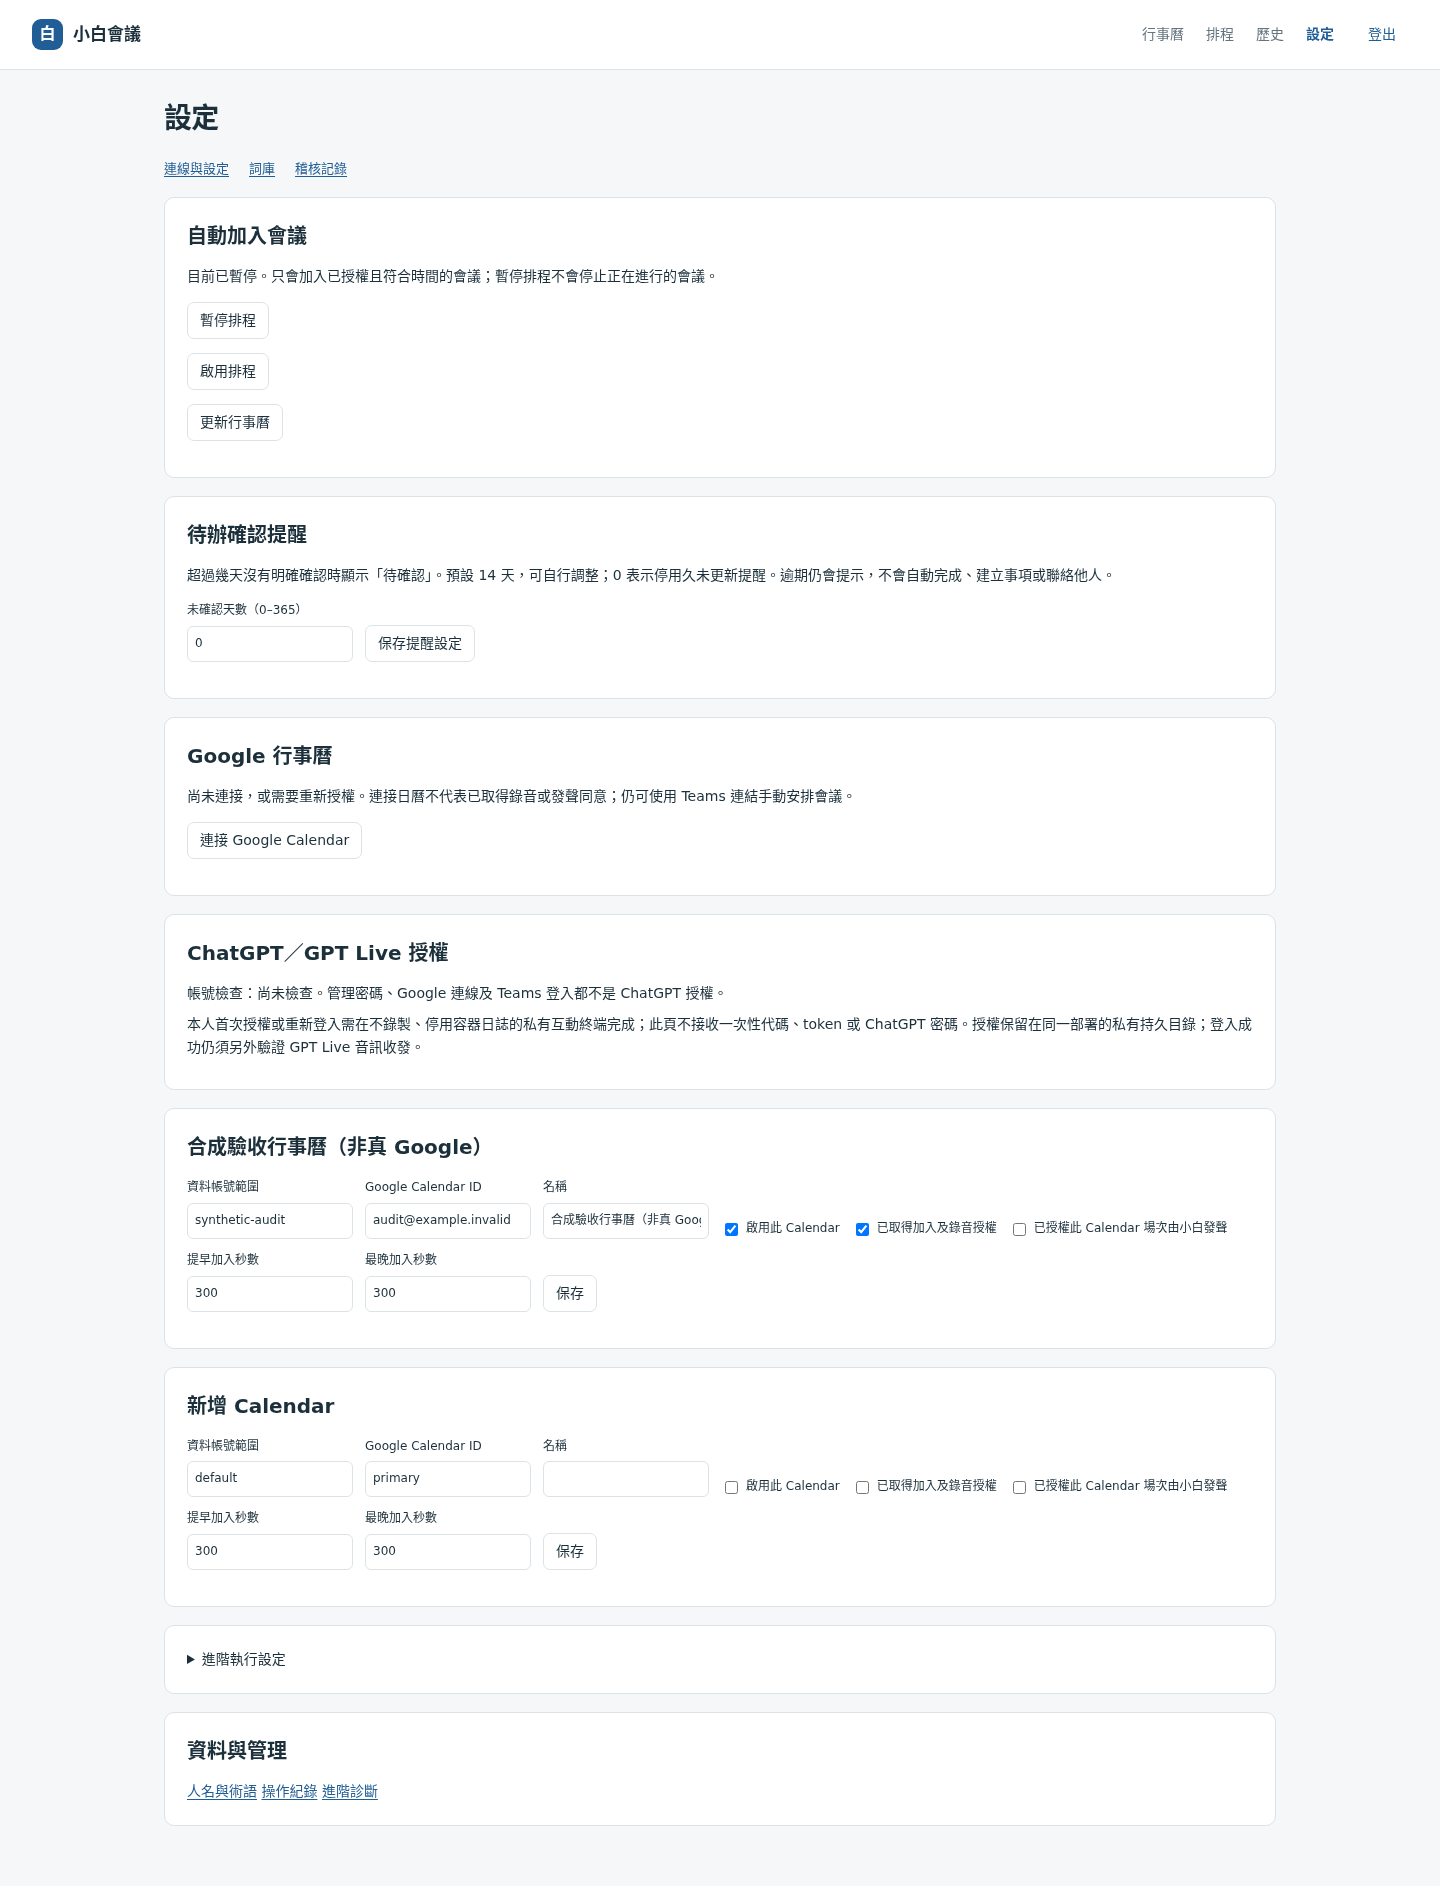 白 小白會議 行事曆 排程 歷史 設定 登出
設定
連線與設定 詞庫 稽核記錄
自動加入會議
目前已暫停。只會加入已授權且符合時間的會議；暫停排程不會停止正在進行的會議。
暫停排程
啟用排程
更新行事曆
待辦確認提醒
超過幾天沒有明確確認時顯示「待確認」。預設 14 天，可自行調整；0 表示停用久未更新提醒。逾期仍會提示，不會自動完成、建立事項或聯絡他人。
未確認天數（0–365）
0 保存提醒設定
Google 行事曆
尚未連接，或需要重新授權。連接日曆不代表已取得錄音或發聲同意；仍可使用 Teams 連結手動安排會議。
連接 Google Calendar
ChatGPT／GPT Live 授權
帳號檢查：尚未檢查。管理密碼、Google 連線及 Teams 登入都不是 ChatGPT 授權。
本人首次授權或重新登入需在不錄製、停用容器日誌的私有互動終端完成；此頁不接收一次性代碼、token 或 ChatGPT 密碼。授權保留在同一部署的私有持久目錄；登入成
功仍須另外驗證 GPT Live 音訊收發。
合成驗收行事曆（非真 Google）
資料帳號範圍 Google Calendar ID 名稱
synthetic-audit audit@example.invalid 合成驗收行事曆（非真 Goog 啟用此 Calendar 已取得加入及錄音授權 已授權此 Calendar 場次由小白發聲
提早加入秒數 最晚加入秒數
300 300 保存
新增 Calendar
資料帳號範圍 Google Calendar ID 名稱
default primary 啟用此 Calendar 已取得加入及錄音授權 已授權此 Calendar 場次由小白發聲
提早加入秒數 最晚加入秒數
300 300 保存
進階執行設定
資料與管理
人名與術語 操作紀錄 進階診斷